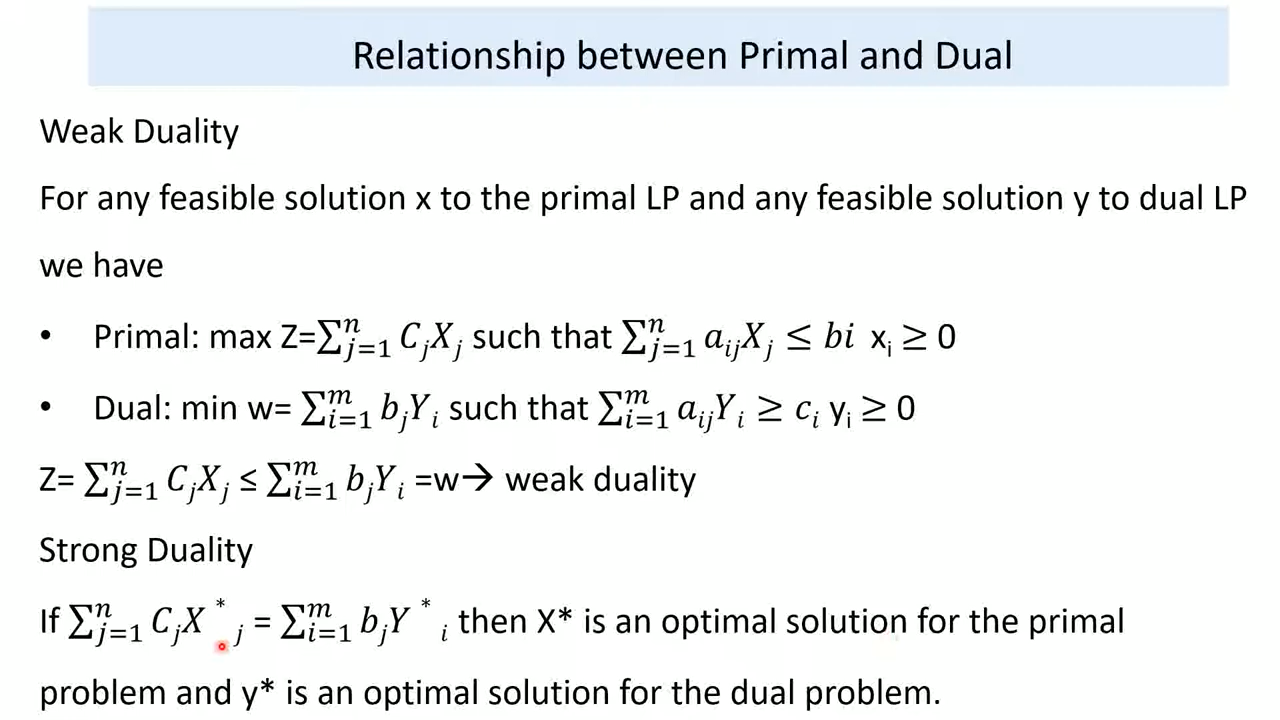 Relationship between Primal and Dual
Weak Duality
For any feasible solution x to the primal LP and any feasible solution y to dual LP
we have
• Primal: max Z=∑_{j=1}^{n} C_jX_j such that ∑_{j=1}^{n} a_{ij}X_j ≤ bi x_i ≥ 0
• Dual: min w= ∑_{i=1}^{m} b_jY_i such that ∑_{i=1}^{m} a_{ij}Y_i ≥ c_i y_i ≥ 0
Z= ∑_{j=1}^{n} C_jX_j ≤ ∑_{i=1}^{m} b_jY_i =w→ weak duality
Strong Duality
If ∑_{j=1}^{n} C_jX^*_j = ∑_{i=1}^{m} b_jY^*_i then X* is an optimal solution for the primal
problem and y* is an optimal solution for the dual problem.